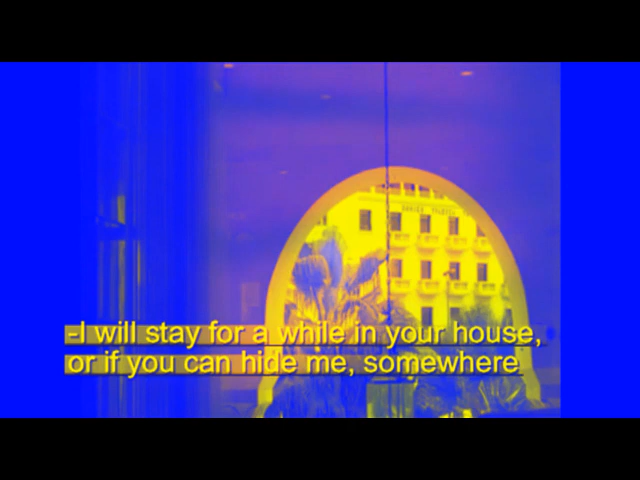 -I will stay for a while in your house,
or if you can hide me, somewhere